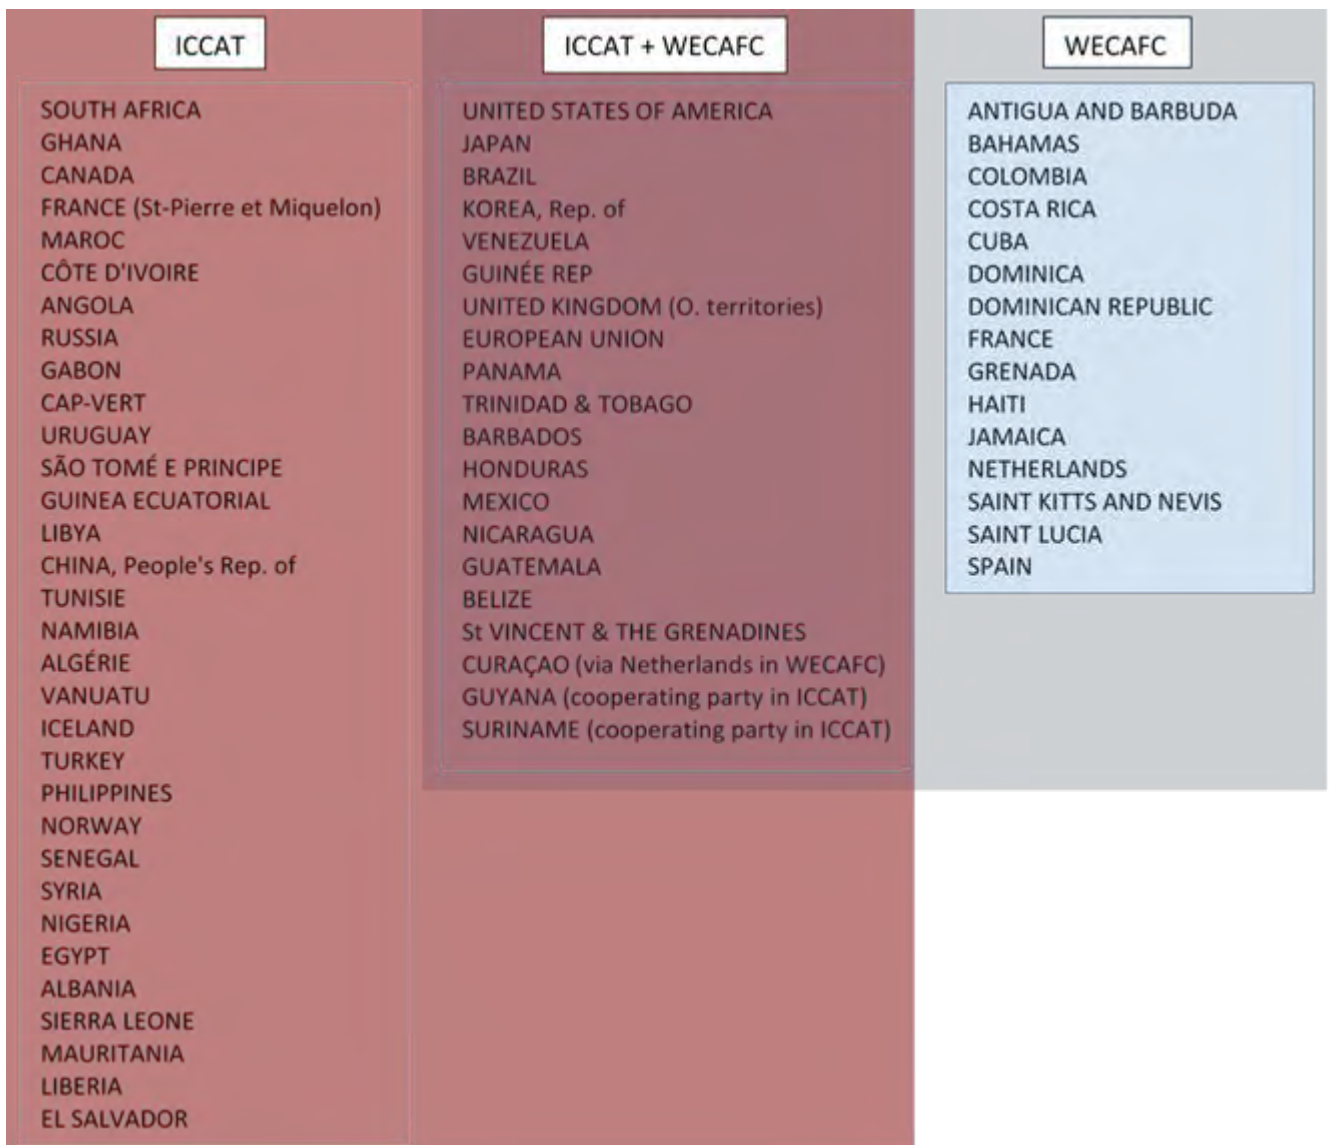 ICCAT
SOUTH AFRICA
GHANA
CANADA
FRANCE (St-Pierre et Miquelon)
MAROC
CÔTE D'IVOIRE
ANGOLA
RUSSIA
GABON
CAP-VERT
URUGUAY
SÃO TOMÉ E PRINCIPE
GUINEA ECUATORIAL
LIBYA
CHINA, People's Rep. of
TUNISIE
NAMIBIA
ALGÉRIE
VANUATU
ICELAND
TURKEY
PHILIPPINES
NORWAY
SENEGAL
SYRIA
NIGERIA
EGYPT
ALBANIA
SIERRA LEONE
MAURITANIA
LIBERIA
EL SALVADOR
ICCAT + WECAFC
UNITED STATES OF AMERICA
JAPAN
BRAZIL
KOREA, Rep. of
VENEZUELA
GUINÉE REP
UNITED KINGDOM (O. territories)
EUROPEAN UNION
PANAMA
TRINIDAD & TOBAGO
BARBADOS
HONDURAS
MEXICO
NICARAGUA
GUATEMALA
BELIZE
St VINCENT & THE GRENADINES
CURAÇAO (via Netherlands in WECAFC)
GUYANA (cooperating party in ICCAT)
SURINAME (cooperating party in ICCAT)
WECAFC
ANTIGUA AND BARBUDA
BAHAMAS
COLOMBIA
COSTA RICA
CUBA
DOMINICA
DOMINICAN REPUBLIC
FRANCE
GRENADA
HAITI
JAMAICA
NETHERLANDS
SAINT KITTS AND NEVIS
SAINT LUCIA
SPAIN